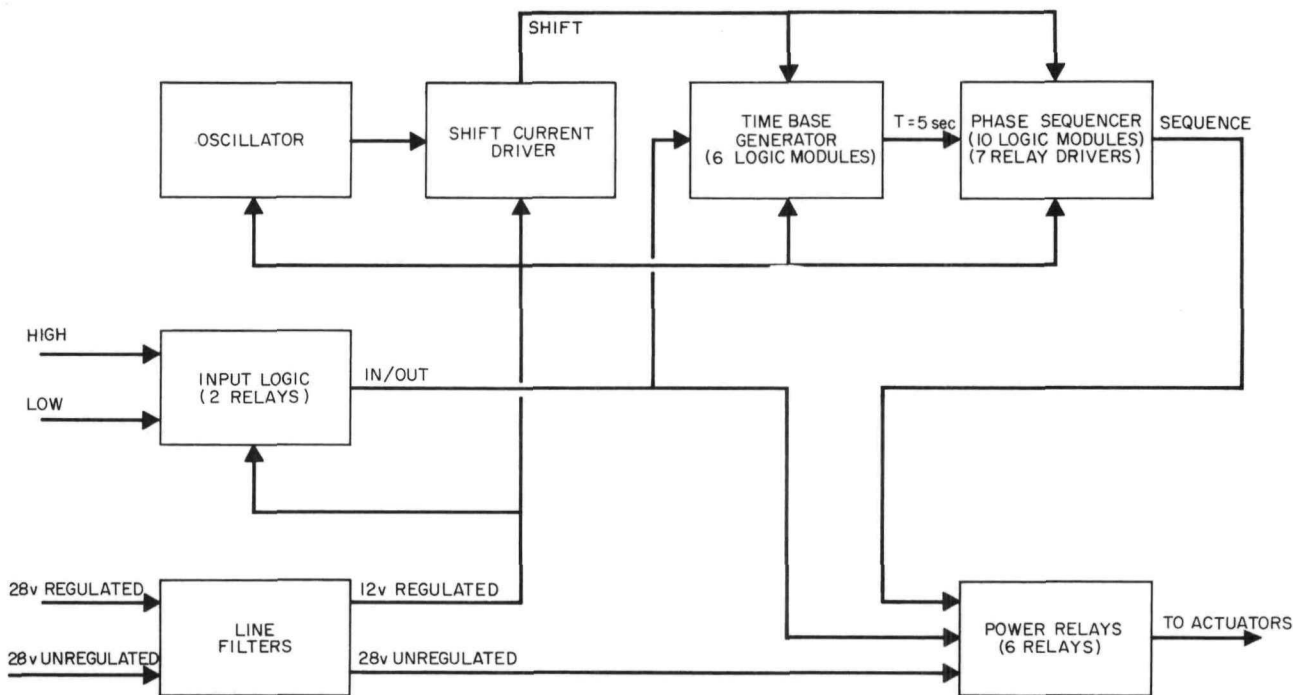 SHIFT
OSCILLATOR
SHIFT CURRENT
DRIVER
TIME BASE
GENERATOR
(6 LOGIC MODULES)
T = 5 sec
PHASE SEQUENCER
(10 LOGIC MODULES)
(7 RELAY DRIVERS)
SEQUENCE
HIGH
LOW
INPUT LOGIC
(2 RELAYS)
IN/OUT
28v REGULATED
28v UNREGULATED
LINE
FILTERS
12v REGULATED
28v UNREGULATED
POWER RELAYS
(6 RELAYS)
TO ACTUATORS